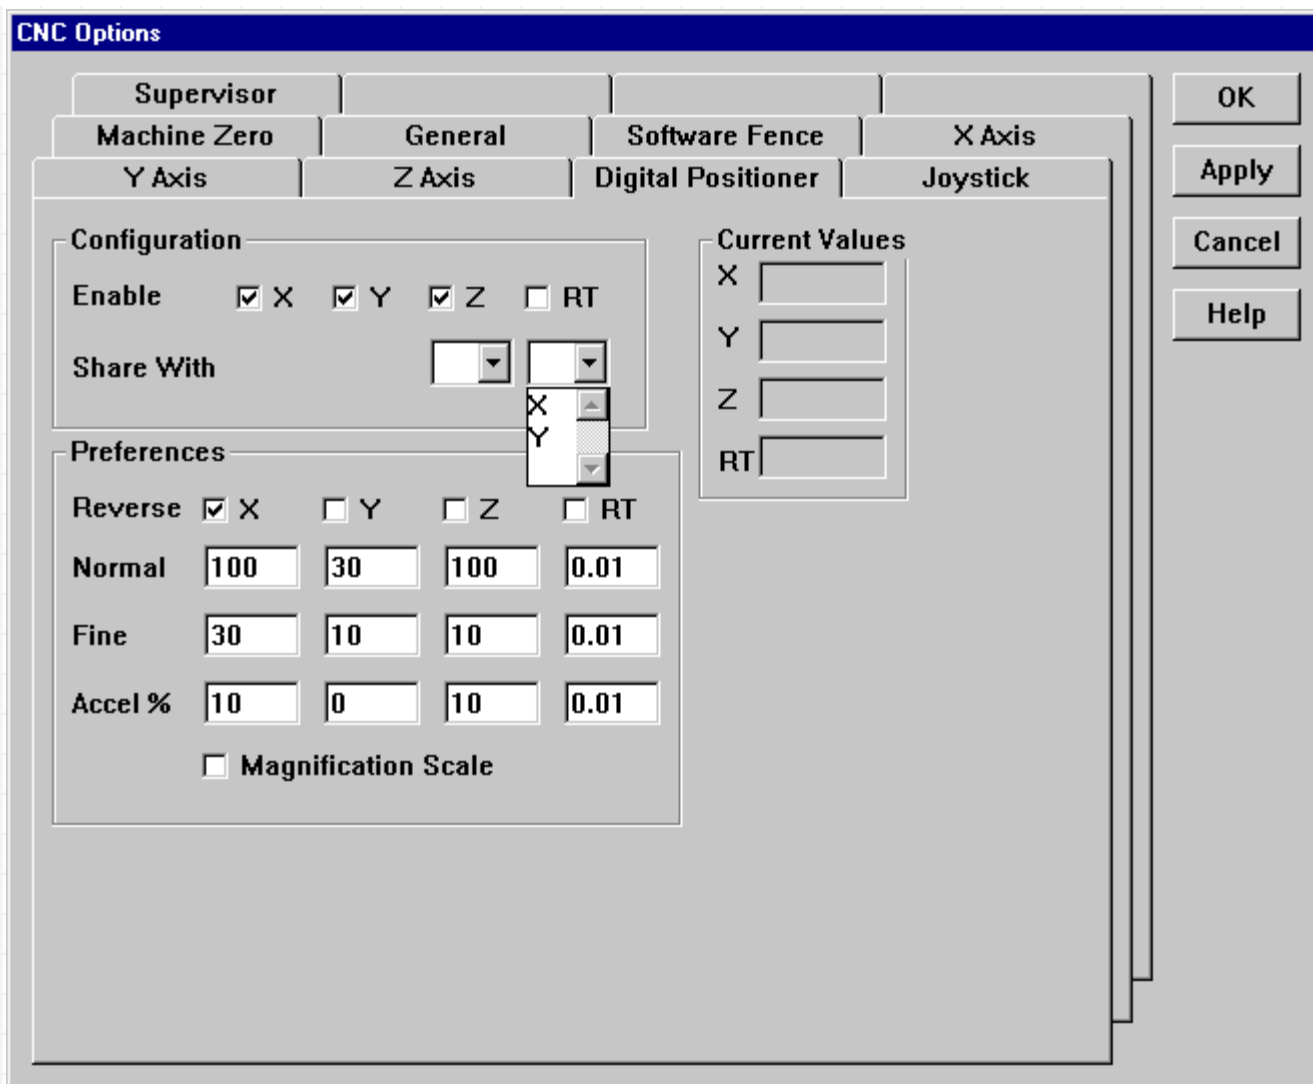 CNC Options
Supervisor
Machine Zero General Software Fence X Axis
Y Axis Z Axis Digital Positioner Joystick
OK
Apply
Cancel
Help
Configuration
Enable X Y Z RT
Share With
X
Y
Current Values
X
Y
Z
RT
Preferences
Reverse X Y Z RT
Normal 100 30 100 0.01
Fine 30 10 10 0.01
Accel % 10 0 10 0.01
Magnification Scale